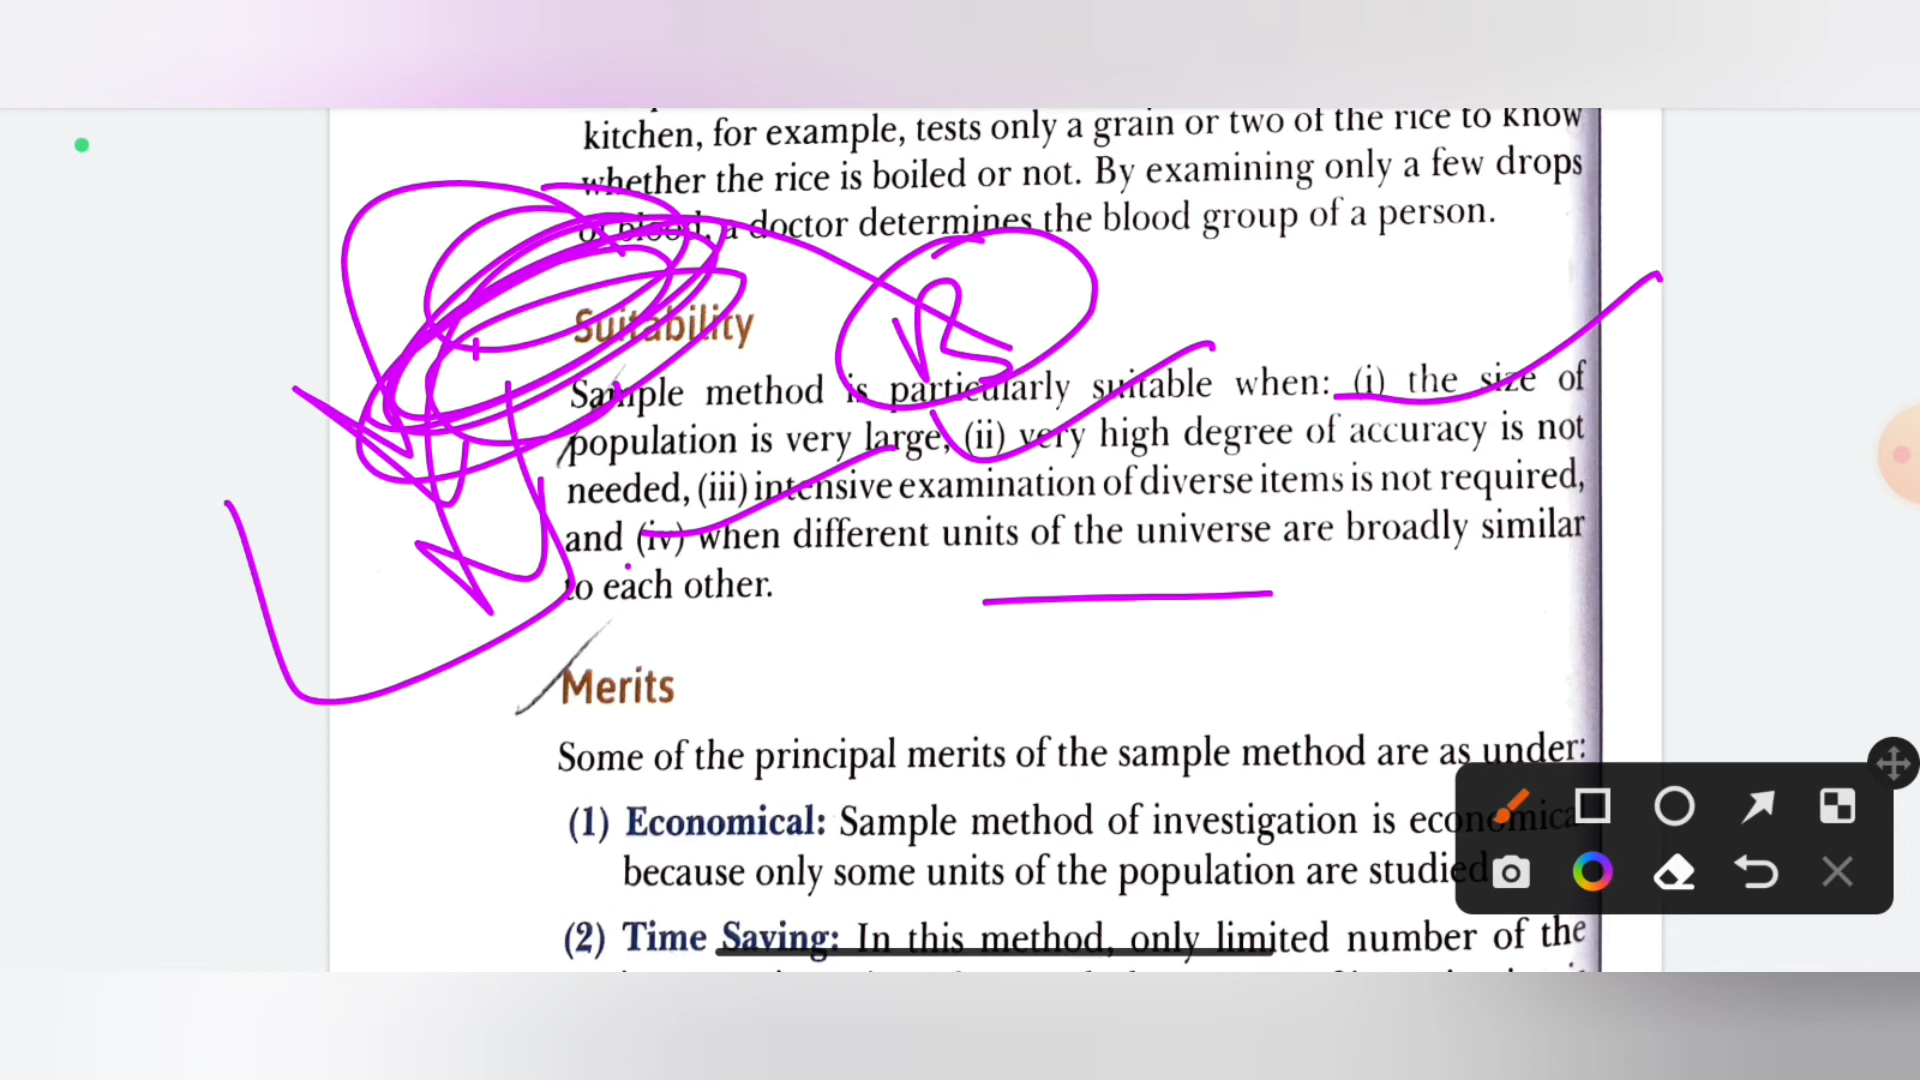 kitchen, for example, tests only a grain or two of the rice to know
whether the rice is boiled or not. By examining only a few drops
of blood, a doctor determines the blood group of a person.
Suitability
Sample method is particularly suitable when: (i) the size of
population is very large, (ii) very high degree of accuracy is not
needed, (iii) intensive examination of diverse items is not required,
and (iv) when different units of the universe are broadly similar
to each other.
Merits
Some of the principal merits of the sample method are as under:
(1) Economical: Sample method of investigation is economical
because only some units of the population are studied
(2) Time Saving: In this method, only limited number of the